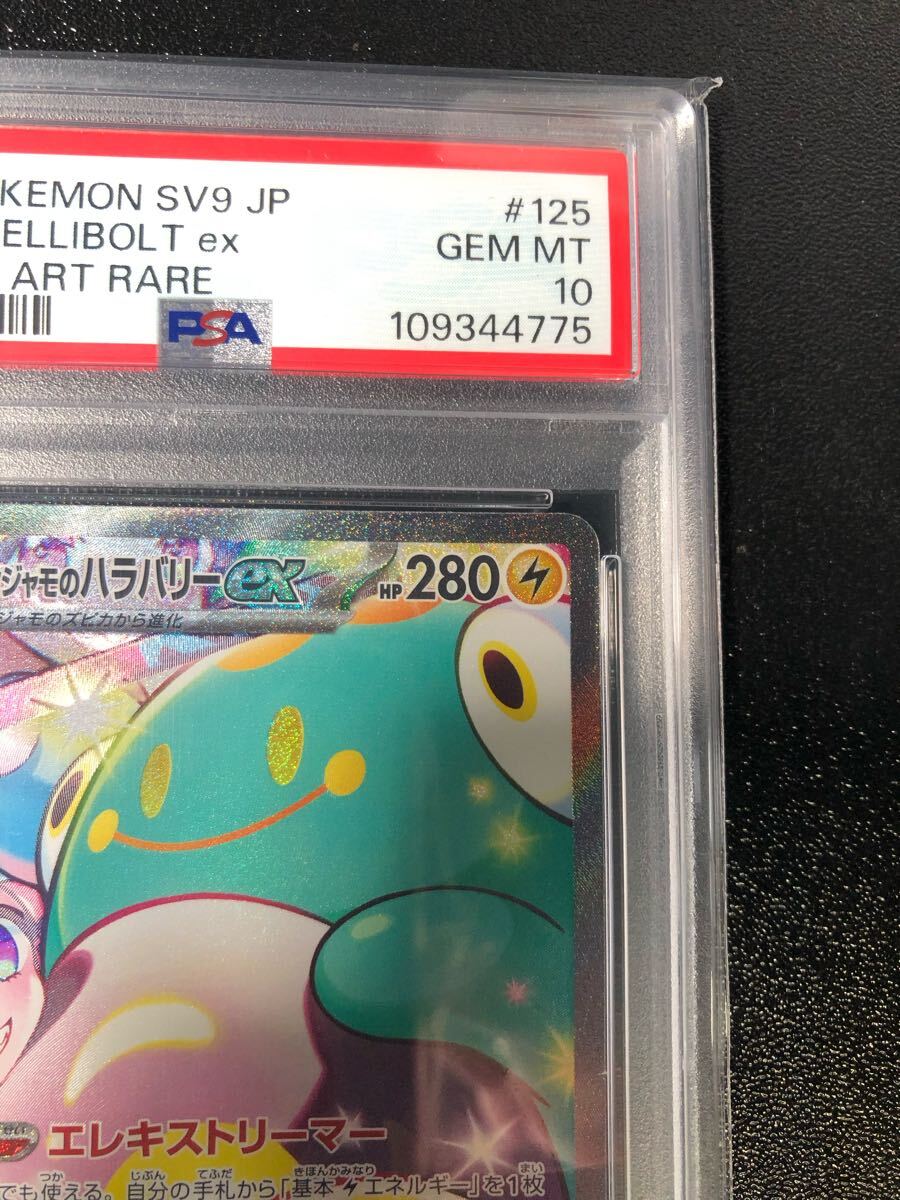 KEMON SV9 JP
#125
ELLIBOLT ex
GEM MT
ART RARE
10
PSA
109344775
ジャモのハラバリーex
HP 280
ジャモのズピカから進化
エレキストリーマー
でも使える。自分の手札から「基本エネルギー」を1枚